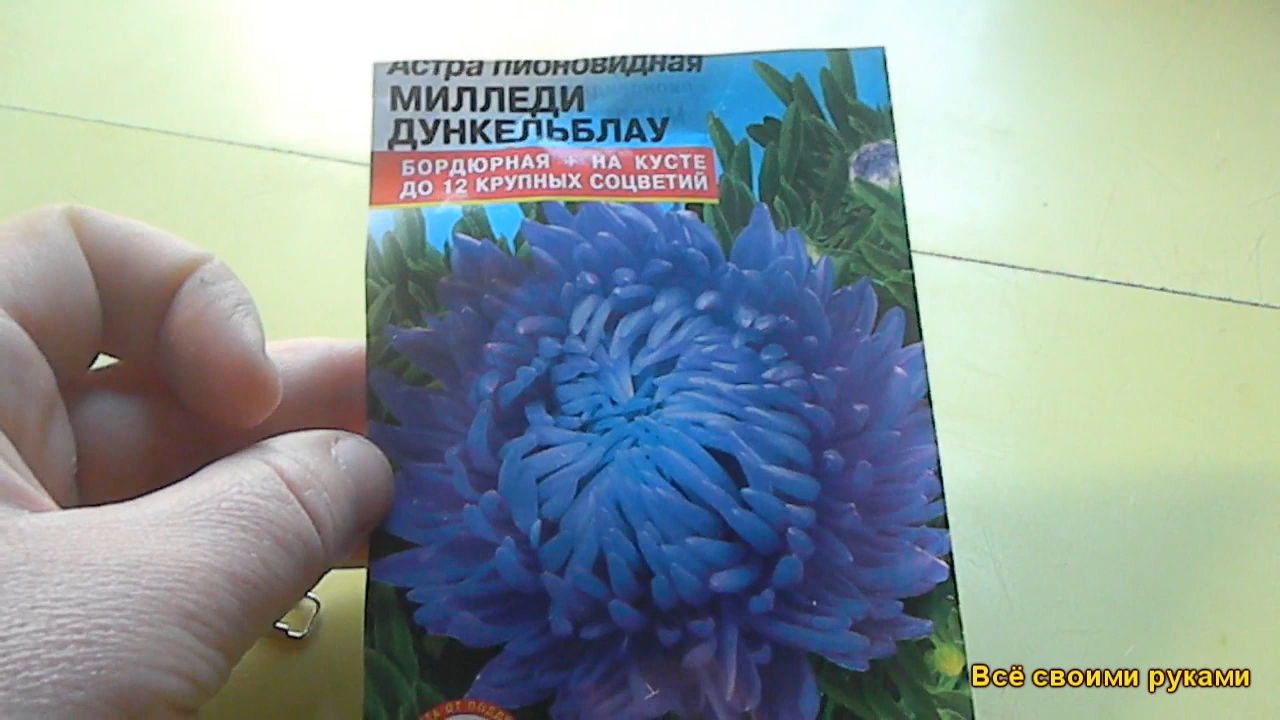 Астра пионовидная
МИЛЛЕДИ
ДУНКЕЛЬБЛАУ
БОРДЮРНАЯ + НА КУСТЕ
ДО 12 КРУПНЫХ СОЦВЕТИЙ
Всё своими руками